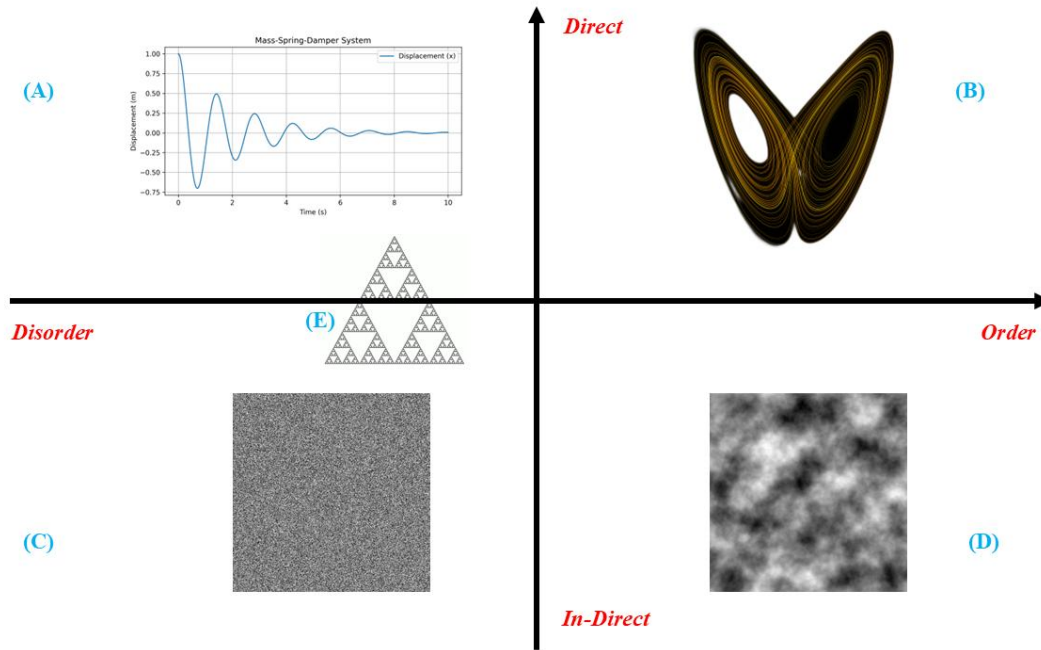 Direct
Mass-Spring-Damper System
Displacement (x)
(A)
(B)
1.00
0.75
0.50
0.25
0.00
−0.25
−0.50
−0.75
Displacement (m)
0 2 4 6 8 10
Time (s)
(E)
Disorder
Order
(C)
(D)
In-Direct